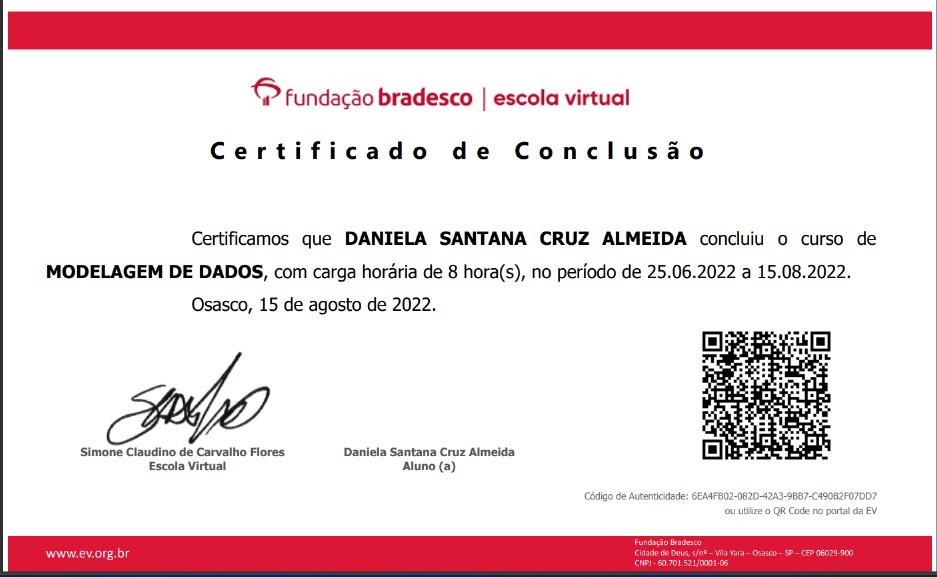 fundação bradesco | escola virtual
Certificado de Conclusão
Certificamos que DANIELA SANTANA CRUZ ALMEIDA concluiu o curso de
MODELAGEM DE DADOS, com carga horária de 8 hora(s), no período de 25.06.2022 a 15.08.2022.
Osasco, 15 de agosto de 2022.
Simone Claudino de Carvalho Flores
Escola Virtual
Daniela Santana Cruz Almeida
Aluno (a)
Código de Autenticidade: 6EA4FB02-082D-42A3-9BB7-C490B2F07DD7
ou utilize o QR Code no portal da EV
www.ev.org.br
Fundação Bradesco
Cidade de Deus, s/nº – Vila Yara – Osasco – SP – CEP 06029-900
CNPJ - 60.701.521/0001-06